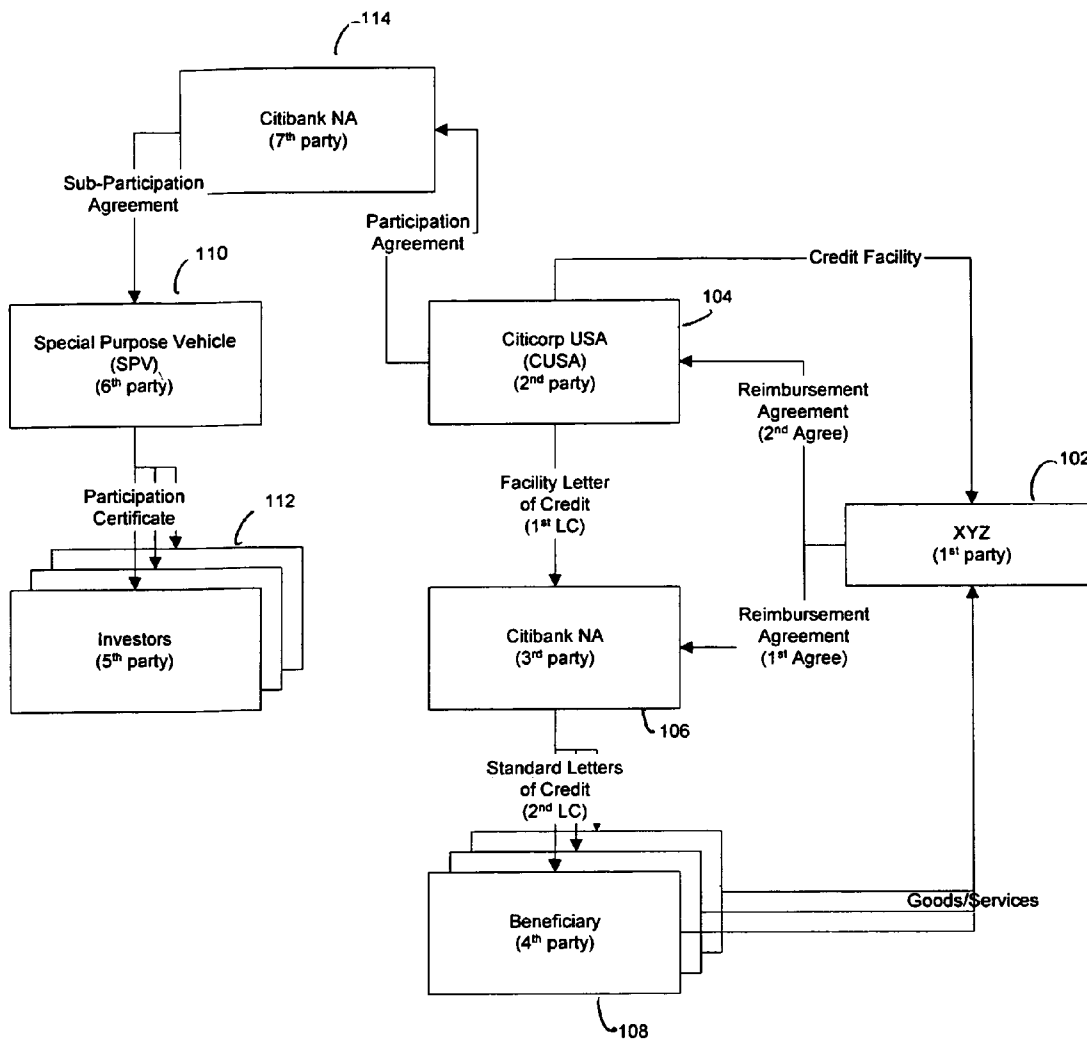 114
Citibank NA
(7th party)
Sub-Participation
Agreement
Participation
Agreement
110
Credit Facility
104
Special Purpose Vehicle
(SPV)
(6th party)
Citicorp USA
(CUSA)
(2nd party)
Reimbursement
Agreement
(2nd Agree)
102
Participation
Certificate
112
Facility Letter
of Credit
(1st LC)
XYZ
(1st party)
Investors
(5th party)
Citibank NA
(3rd party)
Reimbursement
Agreement
(1st Agree)
106
Standard Letters
of Credit
(2nd LC)
Goods/Services
Beneficiary
(4th party)
108